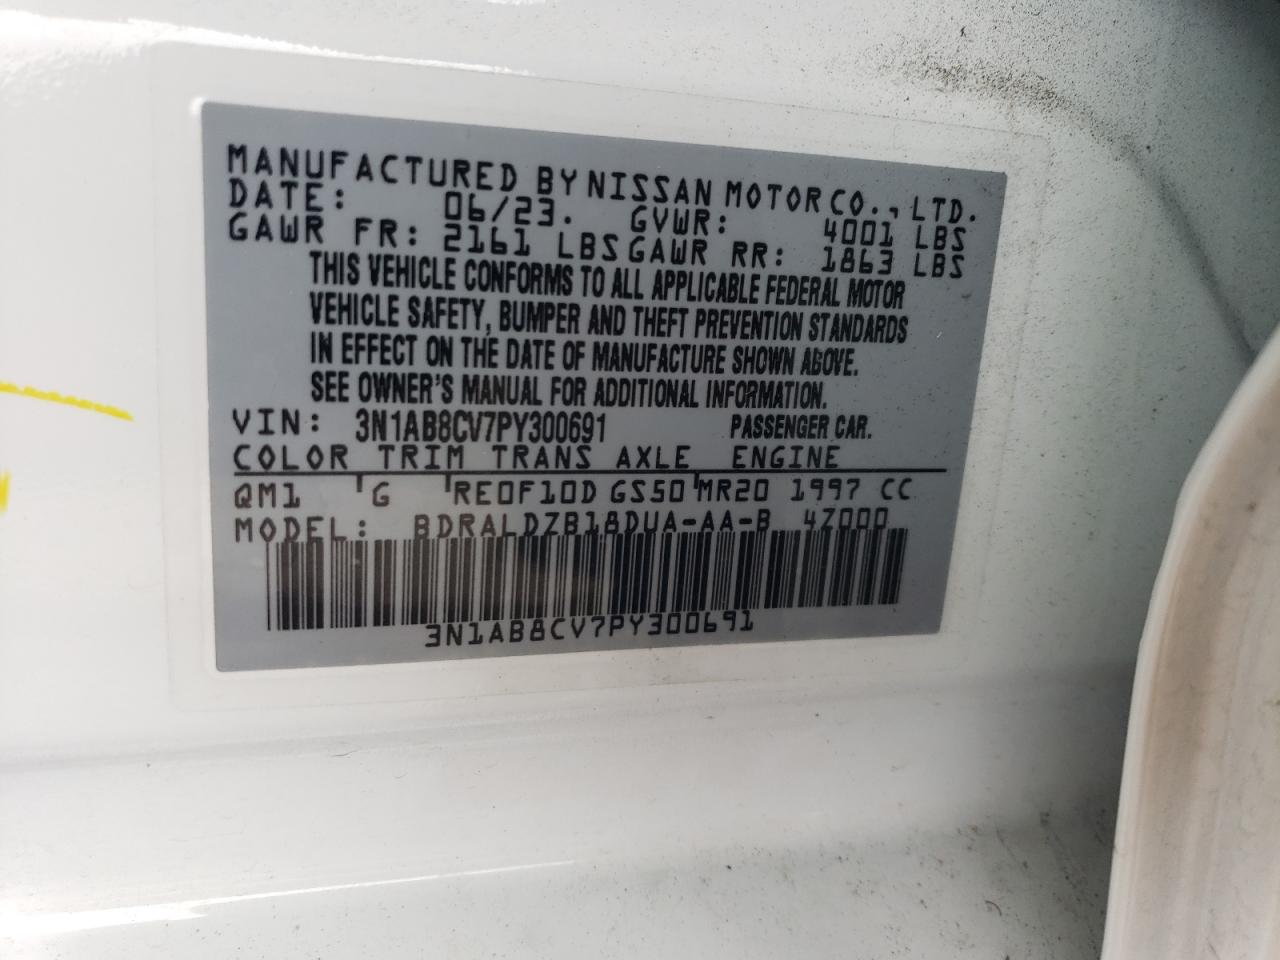 MANUFACTURED BY NISSAN MOTOR CO., LTD.
DATE: 06/23. GVWR: 4001 LBS
GAWR FR: 2161 LBS GAWR RR: 1863 LBS
THIS VEHICLE CONFORMS TO ALL APPLICABLE FEDERAL MOTOR
VEHICLE SAFETY, BUMPER AND THEFT PREVENTION STANDARDS
IN EFFECT ON THE DATE OF MANUFACTURE SHOWN ABOVE.
SEE OWNER'S MANUAL FOR ADDITIONAL INFORMATION.
VIN: 3N1AB8CV7PY300691 PASSENGER CAR.
COLOR TRIM TRANS AXLE ENGINE
QM1 G RE0F10D GS50 MR20 1997 CC
MODEL: BDRALDZB18DUA-AA-B 4Z000
3N1AB8CV7PY300691